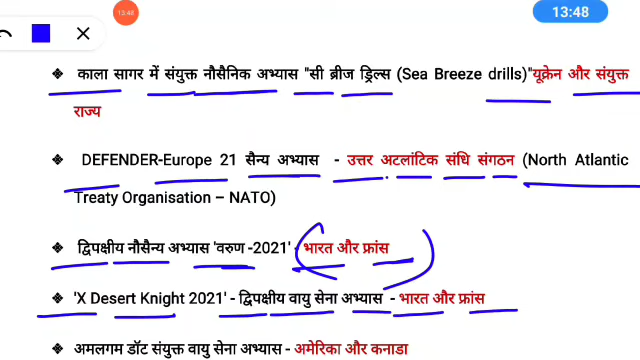 13:48
13:48
❖ काला सागर में संयुक्त नौसैनिक अभ्यास "सी ब्रीज ड्रिल्स (Sea Breeze drills)"यूक्रेन और संयुक्त
राज्य
❖ DEFENDER-Europe 21 सैन्य अभ्यास - उत्तर अटलांटिक संधि संगठन (North Atlantic
Treaty Organisation – NATO)
❖ द्विपक्षीय नौसैन्य अभ्यास 'वरुण -2021' - भारत और फ्रांस
❖ 'X Desert Knight 2021' - द्विपक्षीय वायु सेना अभ्यास - भारत और फ्रांस
❖ अमलगम डॉट संयुक्त वायु सेना अभ्यास - अमेरिका और कनाडा